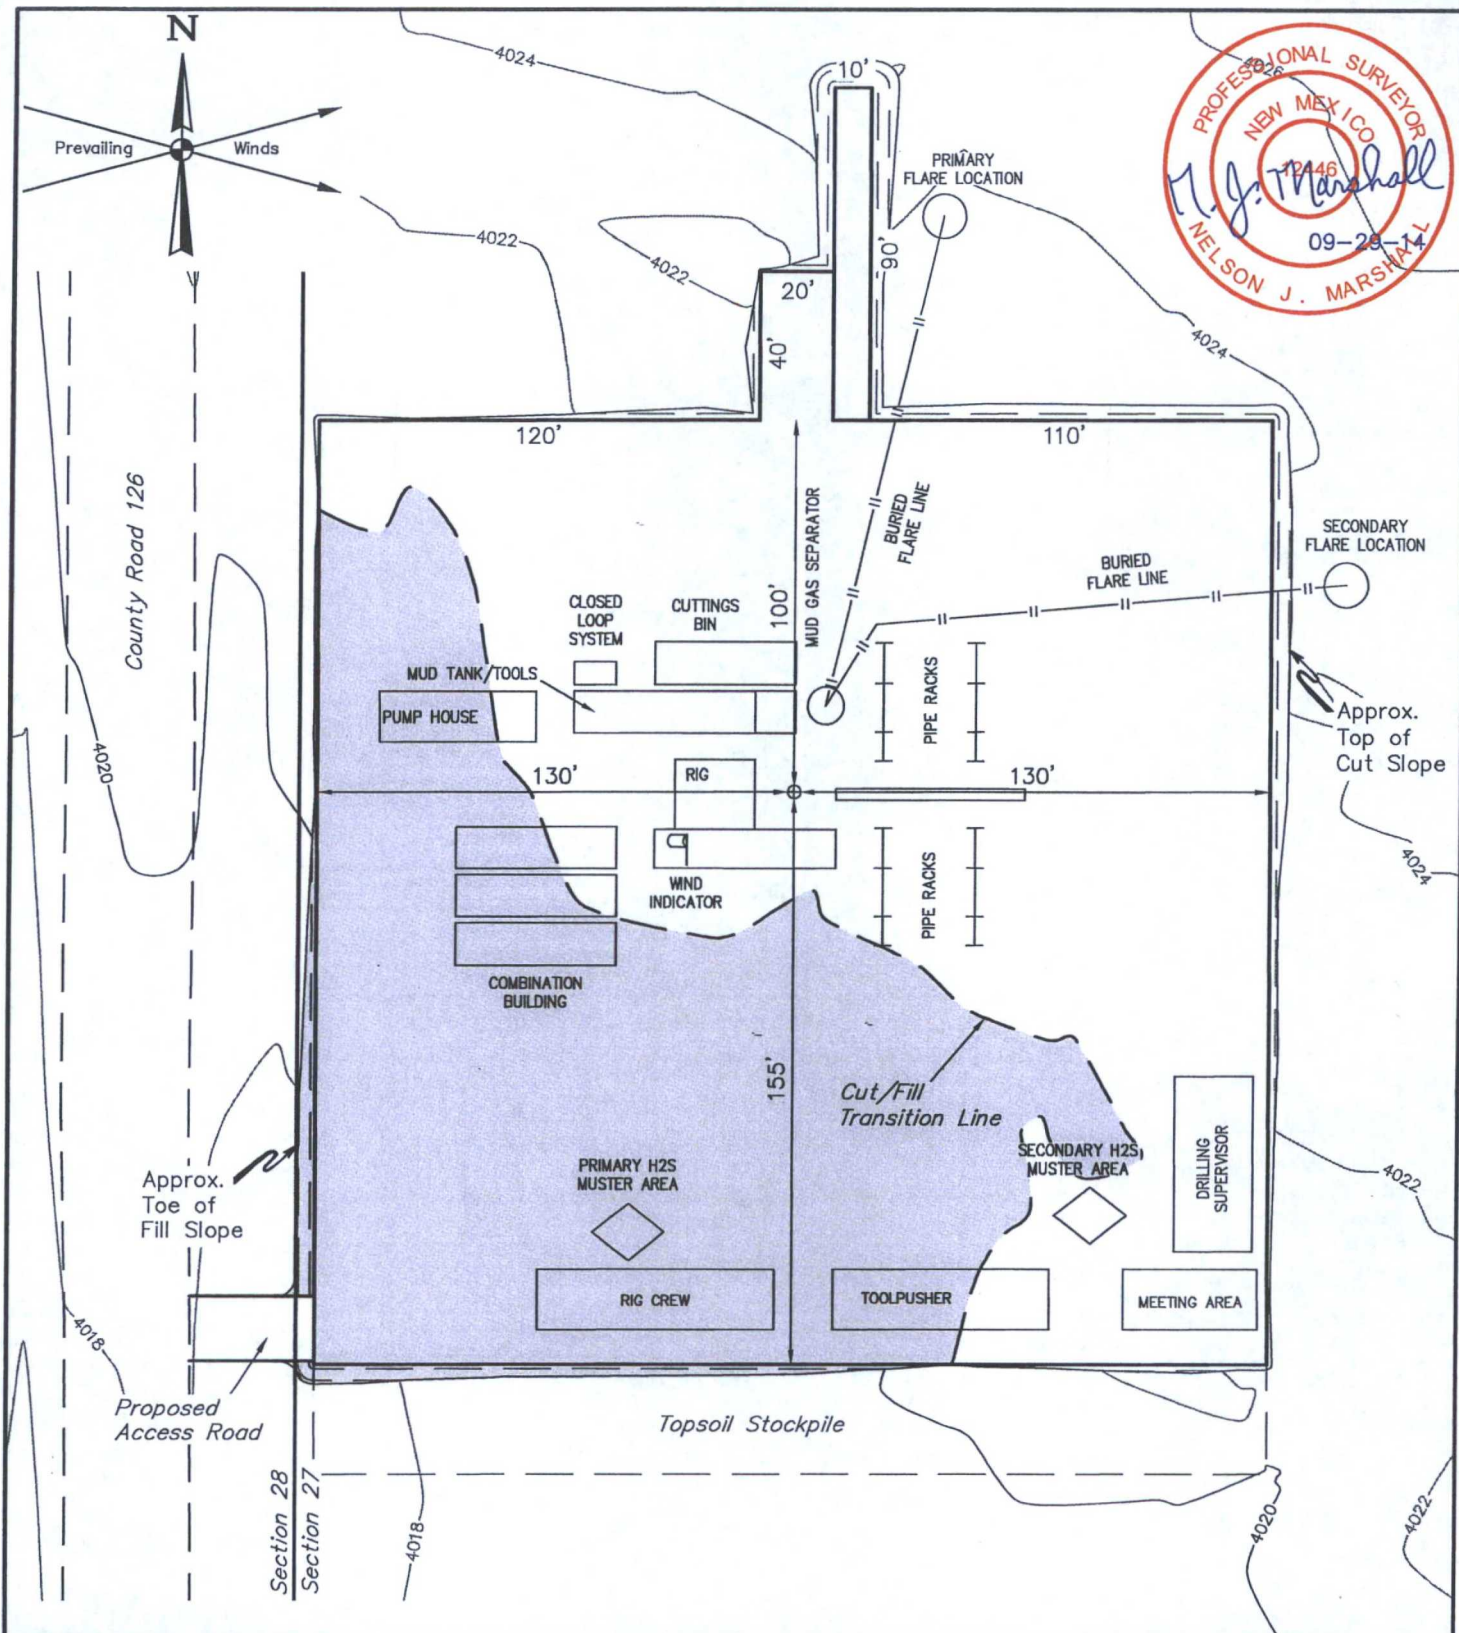 N
Prevailing Winds
4024
10'
4026
PROFESSIONAL SURVEYOR
NEW MEXICO
12446
N. J. Marshall
09-29-14
NELSON J. MARSHALL
PRIMARY
FLARE LOCATION
4022
4022
90'
20'
40'
4024
120'
110'
County Road 126
MUD GAS SEPARATOR
BURIED
FLARE LINE
SECONDARY
FLARE LOCATION
BURIED
FLARE LINE
100'
CLOSED
LOOP
SYSTEM
CUTTINGS
BIN
MUD TANK/TOOLS
PUMP HOUSE
PIPE RACKS
Approx.
Top of
Cut Slope
4020
130'
RIG
130'
WIND
INDICATOR
PIPE RACKS
4024
COMBINATION
BUILDING
155'
Cut/Fill
Transition Line
PRIMARY H2S
MUSTER AREA
SECONDARY H2S
MUSTER AREA
DRILLING
SUPERVISOR
4022
Approx.
Toe of
Fill Slope
RIG CREW
TOOLPUSHER
MEETING AREA
4018
Proposed
Access Road
Topsoil Stockpile
Section 28
Section 27
4018
4020
4022